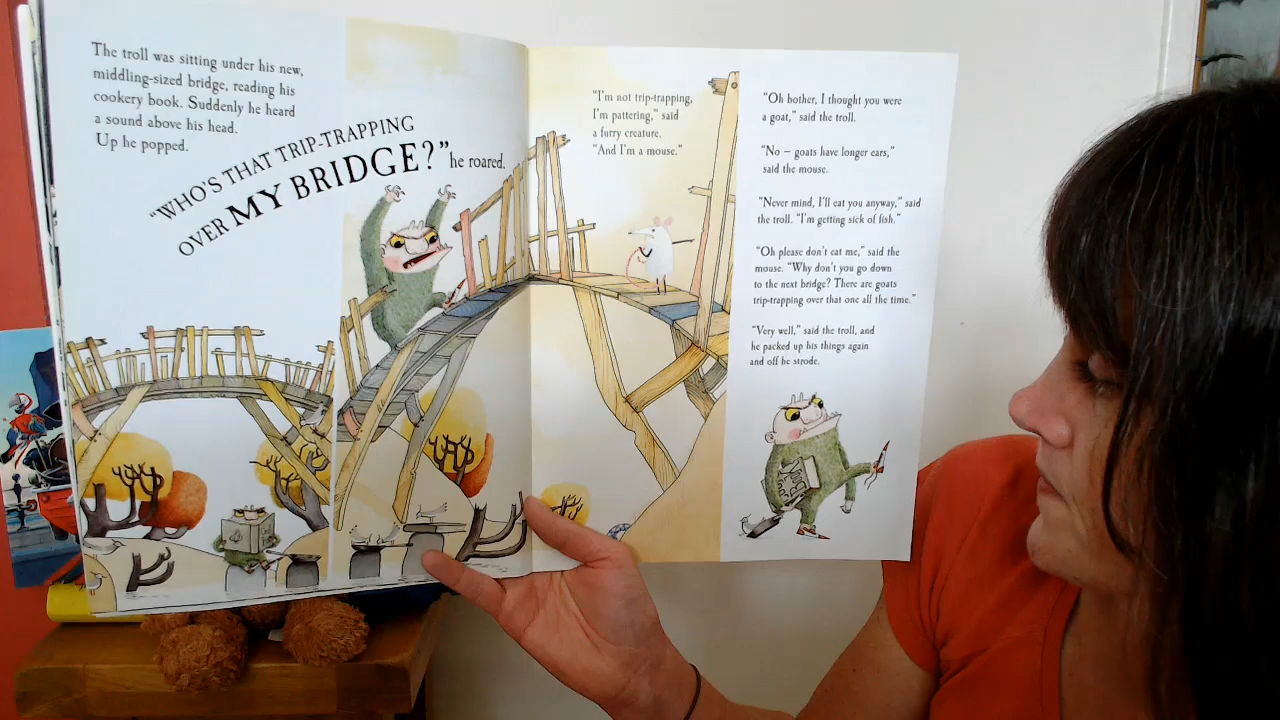 The troll was sitting under his new,
middling-sized bridge, reading his
cookery book. Suddenly he heard
a sound above his head.
Up he popped.
"WHO'S THAT TRIP-TRAPPING
OVER MY BRIDGE?" he roared.
"I'm not trip-trapping,
I'm pattering," said
a furry creature.
"And I'm a mouse."
"Oh bother, I thought you were
a goat," said the troll.
"No – goats have longer ears,"
said the mouse.
"Never mind, I'll eat you anyway," said
the troll. "I'm getting sick of fish."
"Oh please don't eat me," said the
mouse. "Why don't you go down
to the next bridge? There are goats
trip-trapping over that one all the time."
"Very well," said the troll, and
he packed up his things again
and off he strode.